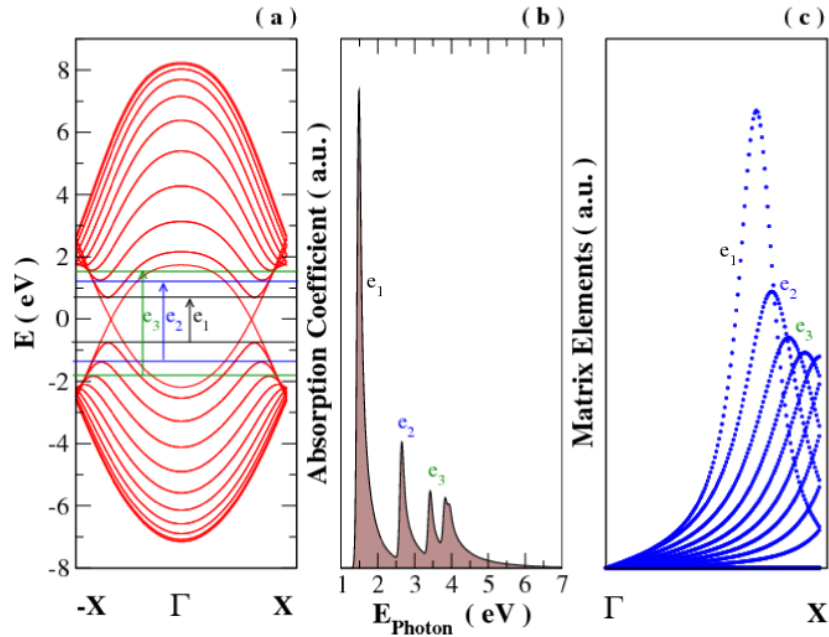 ( a )
( b )
( c )
E ( eV )
8
6
4
2
0
-2
-4
-6
-8
e3
e2
e1
-X Γ X
Absorption Coefficient ( a.u. )
e1
e2
e3
1 2 3 4 5 6 7
EPhoton ( eV )
Matrix Elements ( a.u. )
e1
e2
e3
Γ X